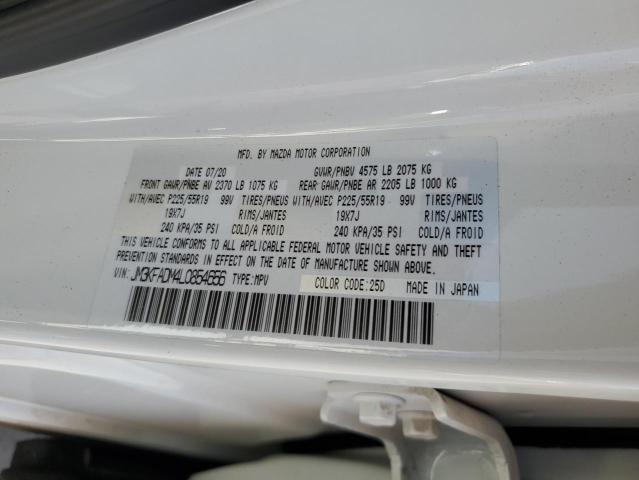 MFD. BY MAZDA MOTOR CORPORATION
DATE 07/20 GVWR/PNBV 4575 LB 2075 KG
FRONT GAWR/PNBE AV 2370 LB 1075 KG REAR GAWR/PNBE AR 2205 LB 1000 KG
WITH/AVEC P225/55R19 99V TIRES/PNEUS WITH/AVEC P225/55R19 99V TIRES/PNEUS
19X7J RIMS/JANTES 19X7J RIMS/JANTES
240 KPA/35 PSI COLD/A FROID 240 KPA/35 PSI COLD/A FROID
THIS VEHICLE CONFORMS TO ALL APPLICABLE FEDERAL MOTOR VEHICLE SAFETY AND THEFT
PREVENTION STANDARDS IN EFFECT ON THE DATE OF MANUFACTURE SHOWN ABOVE.
VIN: JM3KFADM4L0854656 TYPE:MPV COLOR CODE:25D MADE IN JAPAN